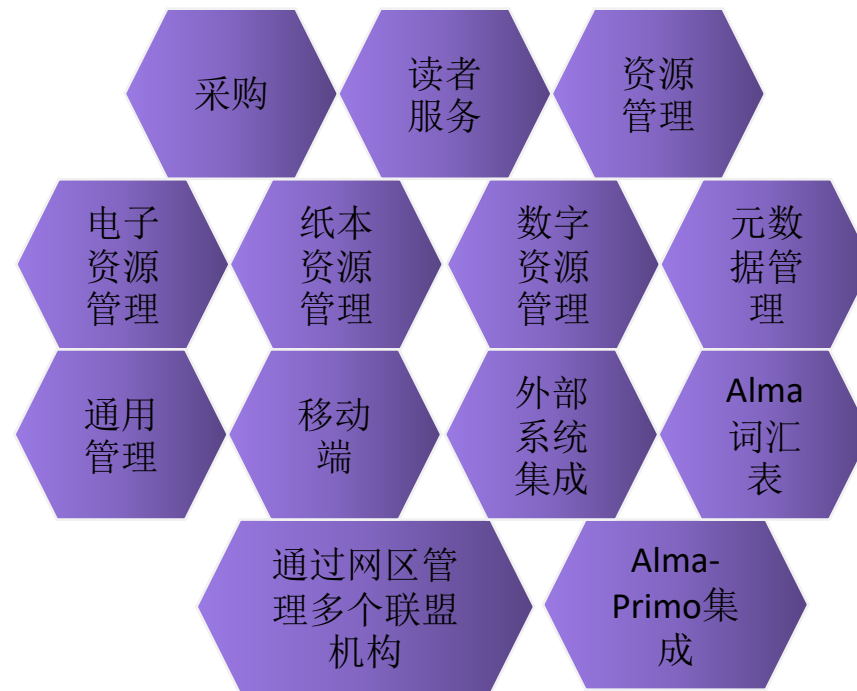 采购
读者
服务
资源
管理
电子
资源
管理
纸本
资源
管理
数字
资源
管理
元数
据管
理
通用
管理
移动
端
外部
系统
集成
Alma
词汇
表
通过网区管
理多个联盟
机构
Alma-
Primo集
成